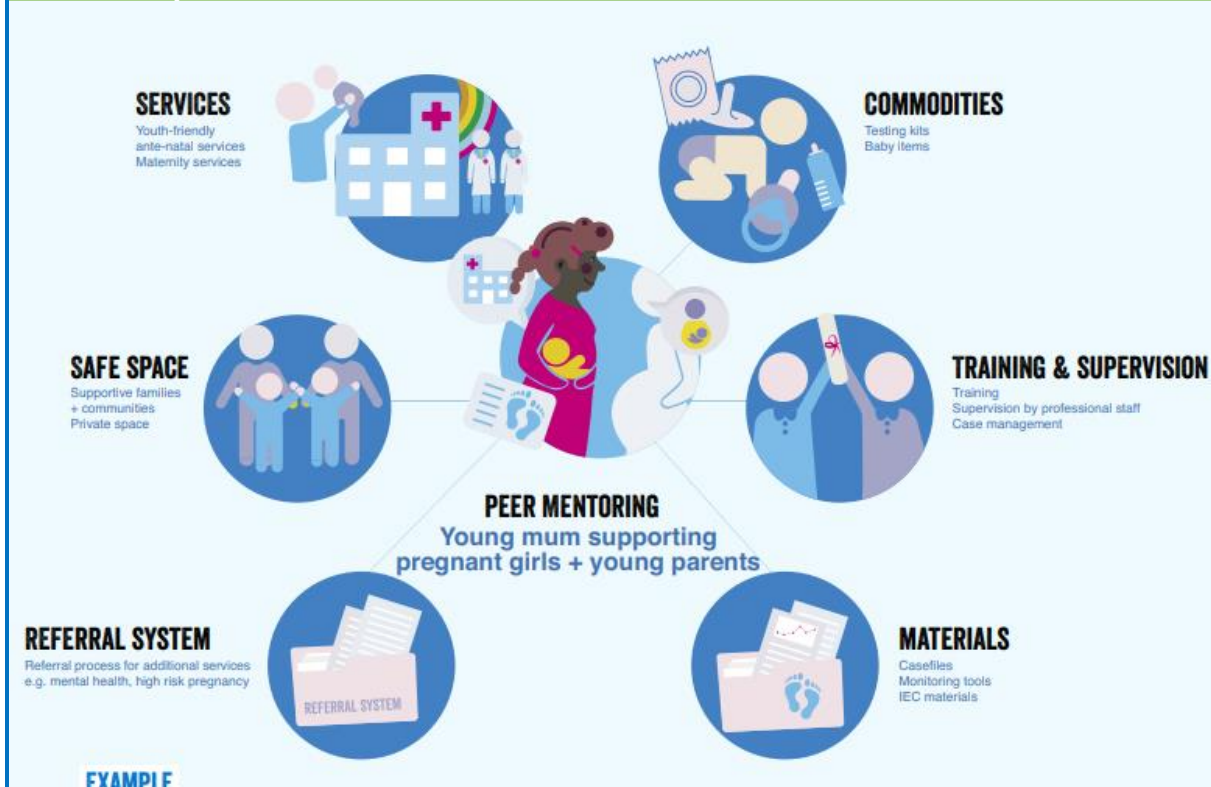 SERVICES
Youth-friendly
ante-natal services
Maternity services
COMMODITIES
Testing kits
Baby items
SAFE SPACE
Supportive families
+ communities
Private space
TRAINING & SUPERVISION
Training
Supervision by professional staff
Case management
PEER MENTORING
Young mum supporting
pregnant girls + young parents
REFERRAL SYSTEM
Referral process for additional services
e.g. mental health, high risk pregnancy
REFERRAL SYSTEM
MATERIALS
Casefiles
Monitoring tools
IEC materials
EXAMPLE